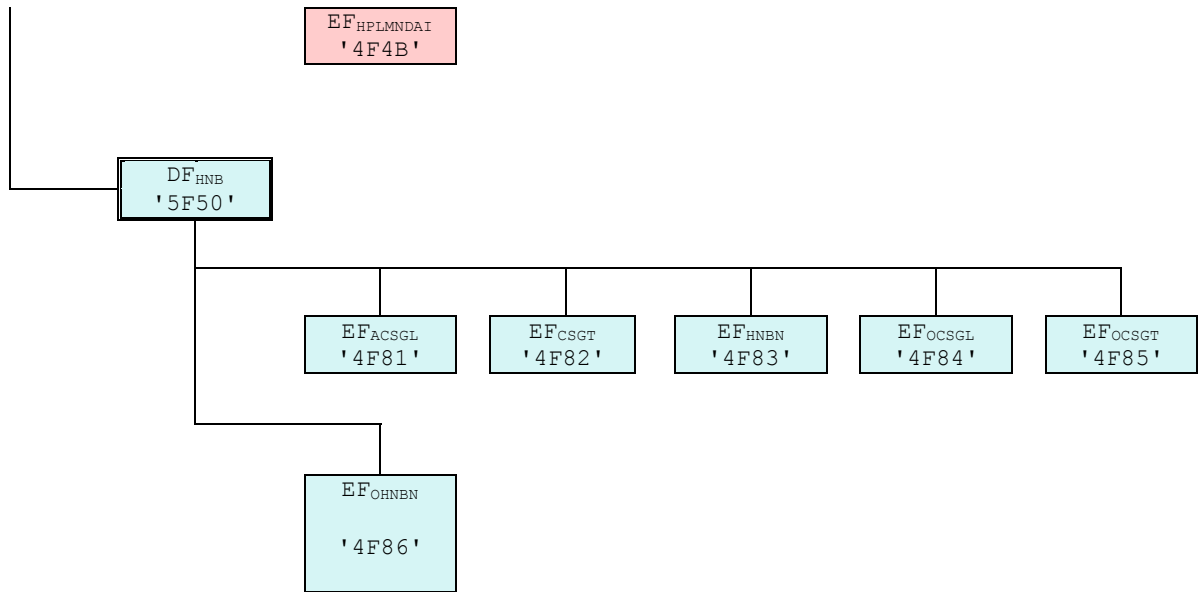 EFHPLMNDAI
'4F4B'
DFHNB
'5F50'
EFACSGL
'4F81'
EFCSGT
'4F82'
EFHNBN
'4F83'
EFOCSGL
'4F84'
EFOCSGT
'4F85'
EFOHNBN
'4F86'